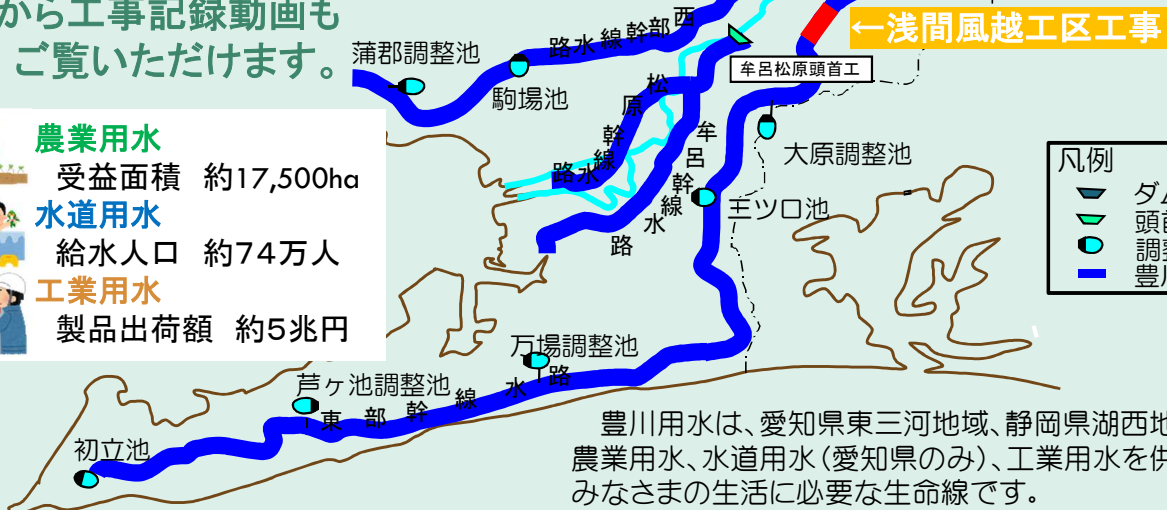 から工事記録動画も
ご覧いただけます。
←浅間風越工区工事
蒲郡調整池
西部幹線水路
駒場池
牟呂松原頭首工
松原幹線水路
牟呂幹線水路
大原調整池
三ツ口池
農業用水
受益面積 約17,500ha
水道用水
給水人口 約74万人
工業用水
製品出荷額 約5兆円
凡例
ダム
頭首
調整
豊川
万場調整池
芦ヶ池調整池
東部幹線水路
初立池
豊川用水は、愛知県東三河地域、静岡県湖西地
農業用水、水道用水(愛知県のみ)、工業用水を供
みなさまの生活に必要な生命線です。